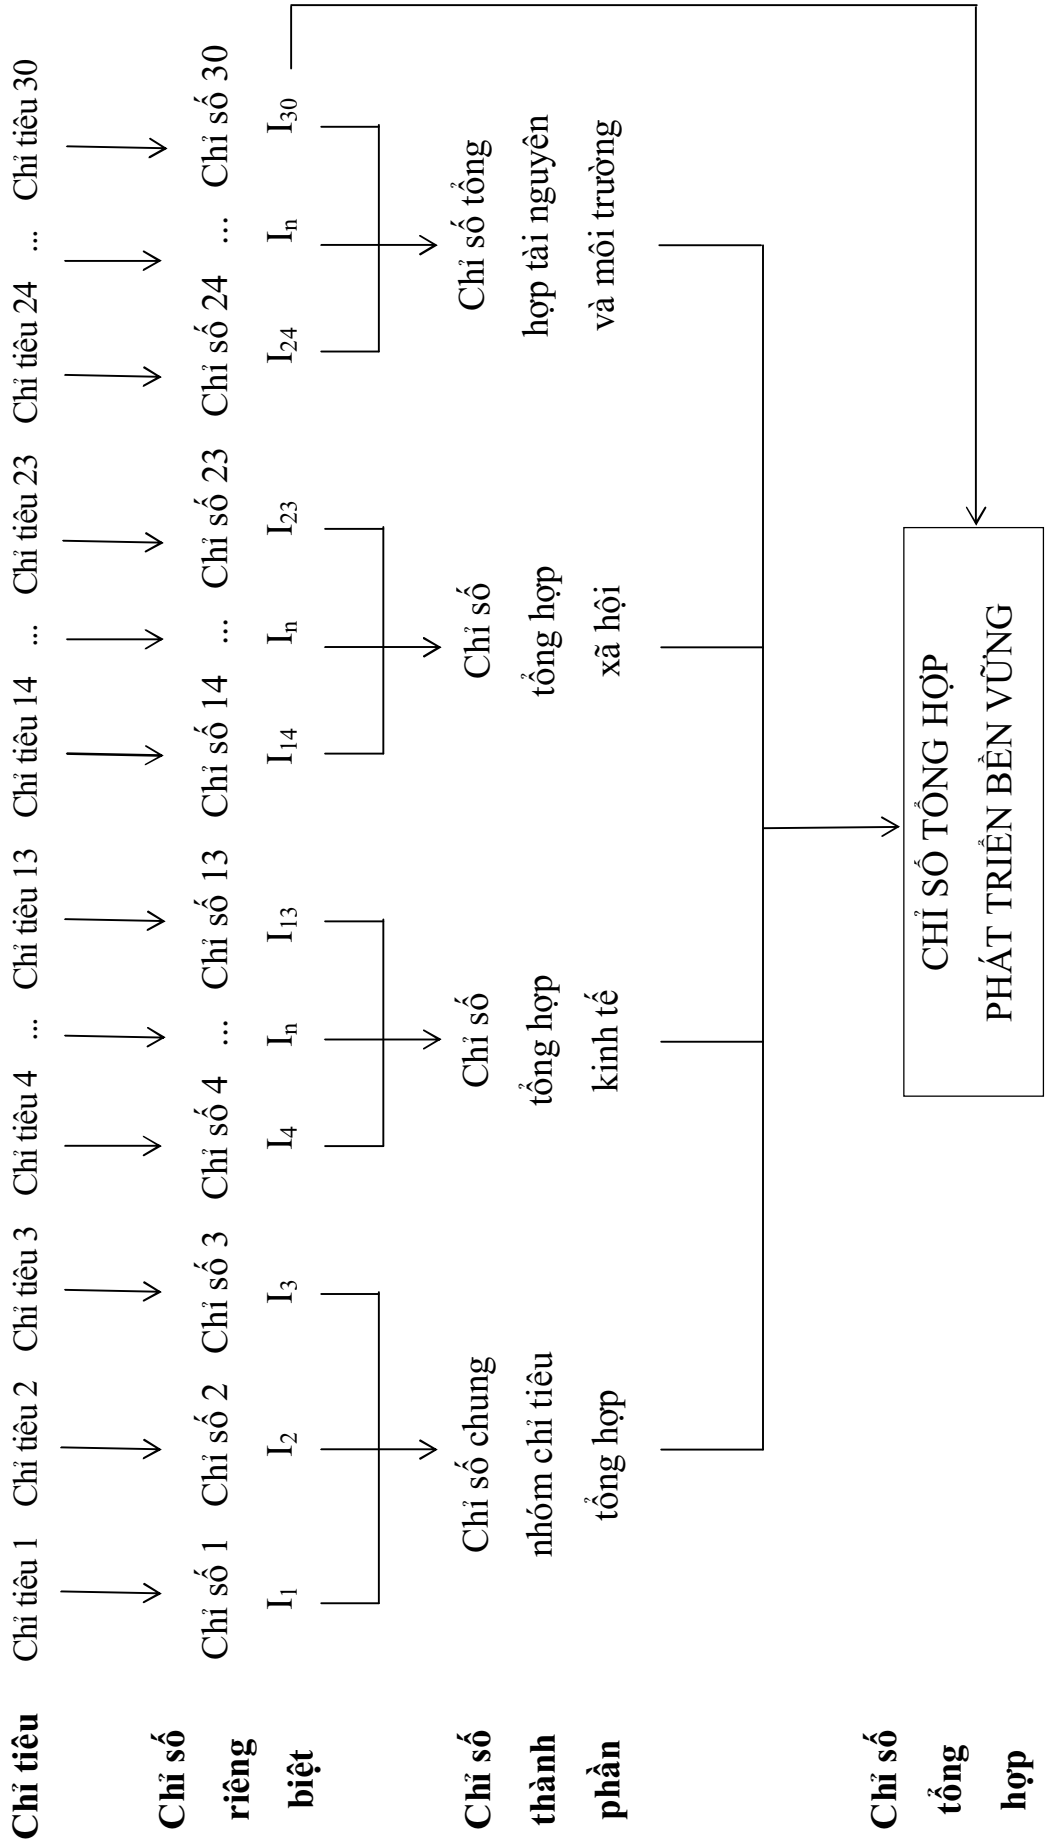 Chỉ tiêu
Chỉ tiêu 1 Chỉ tiêu 2 Chỉ tiêu 3 Chỉ tiêu 4 ... Chỉ tiêu 13 Chỉ tiêu 14 ... Chỉ tiêu 23 Chỉ tiêu 24 ... Chỉ tiêu 30
Chỉ số
riêng
biệt
Chỉ số 1 Chỉ số 2 Chỉ số 3 Chỉ số 4 ... Chỉ số 13 Chỉ số 14 ... Chỉ số 23 Chỉ số 24 ... Chỉ số 30
I1 I2 I3 I4 In I13 I14 In I23 I24 In I30
Chỉ số
thành
phần
Chỉ số chung
nhóm chỉ tiêu
tổng hợp
Chỉ số
tổng hợp
kinh tế
Chỉ số
tổng hợp
xã hội
Chỉ số tổng
hợp tài nguyên
và môi trường
Chỉ số
tổng
hợp
CHỈ SỐ TỔNG HỢP
PHÁT TRIỂN BỀN VỮNG